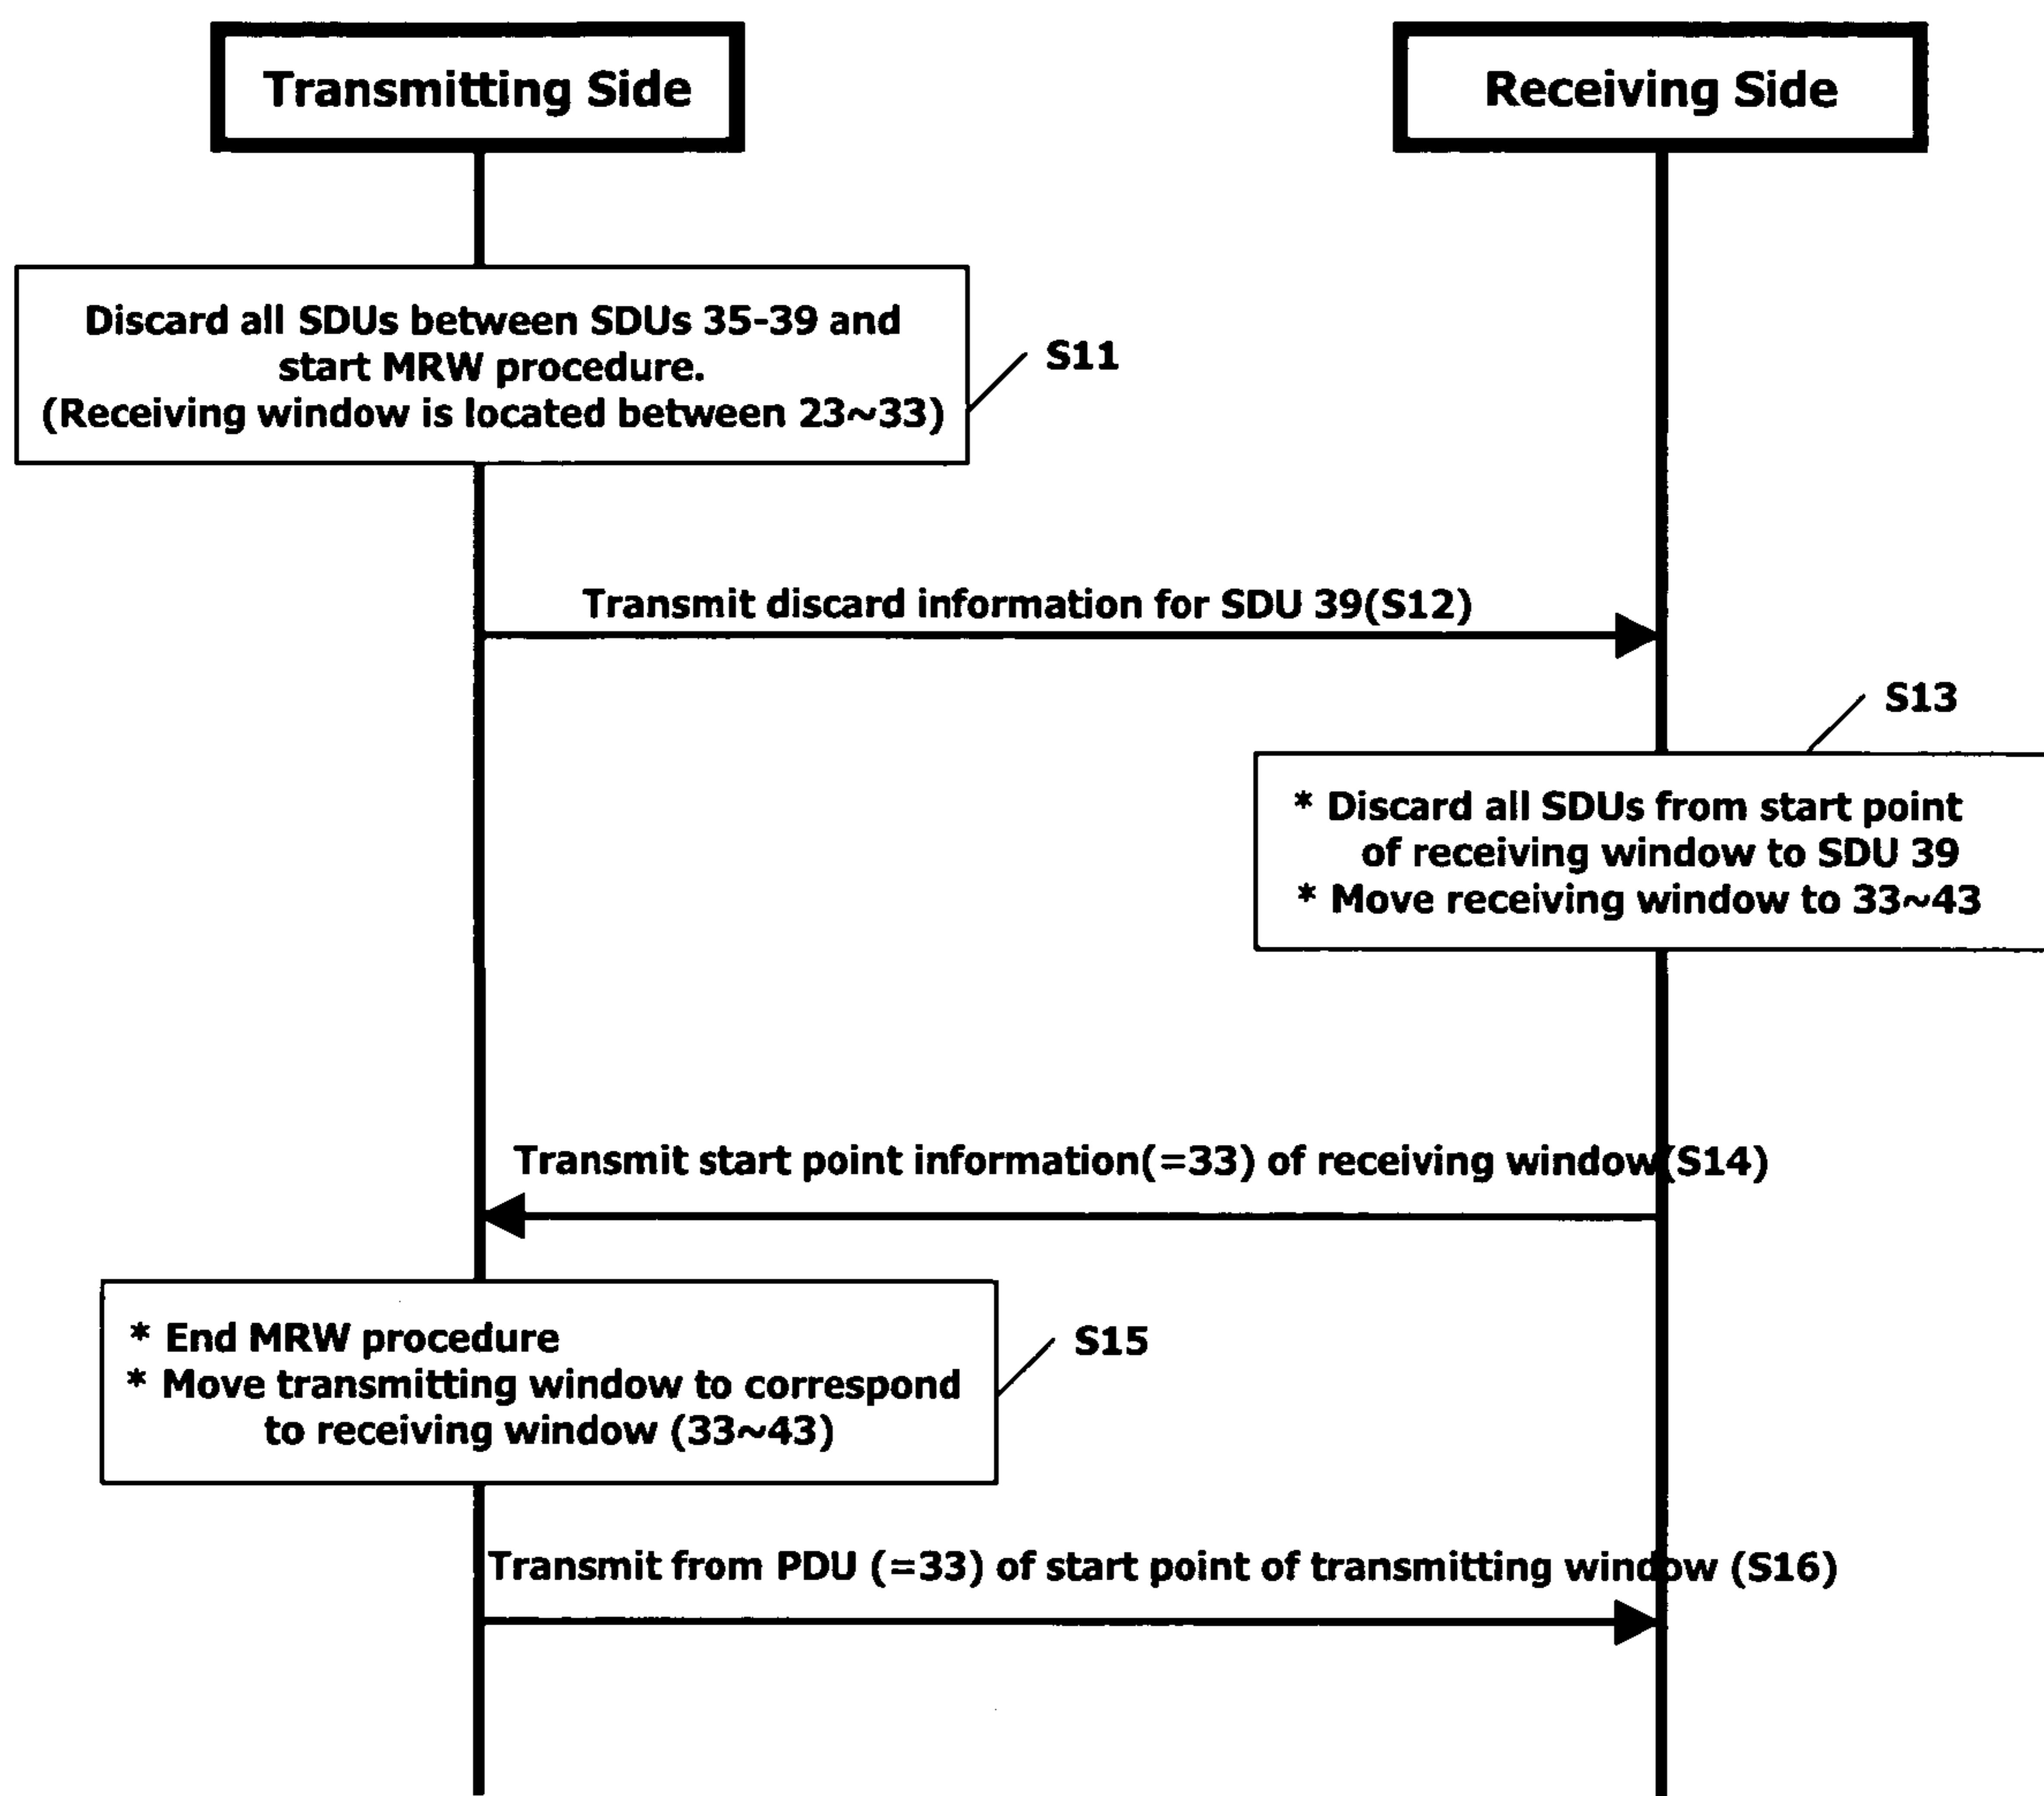 Transmitting Side
Receiving Side
Discard all SDUs between SDUs 35-39 and
start MRW procedure.
(Receiving window is located between 23~33)
S11
Transmit discard information for SDU 39(S12)
S13
* Discard all SDUs from start point
of receiving window to SDU 39
* Move receiving window to 33~43
Transmit start point information(=33) of receiving window(S14)
* End MRW procedure
* Move transmitting window to correspond
to receiving window (33~43)
S15
Transmit from PDU (=33) of start point of transmitting window (S16)